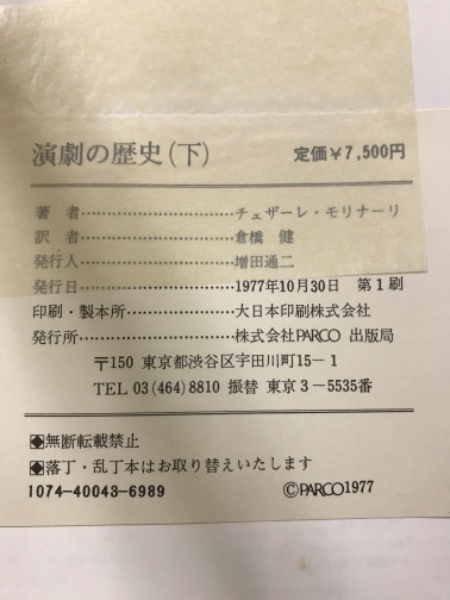 演劇の歴史(下) 定価¥7,500円
著者……………………チェザーレ・モリナーリ
訳者……………………倉橋 健
発行人…………………増田通二
発行日…………………1977年10月30日 第1刷
印刷・製本所……………大日本印刷株式会社
発行所…………………株式会社PARCO 出版局
〒150 東京都渋谷区宇田川町15－1
TEL 03(464)8810 振替 東京3－5535番
◆無断転載禁止
◆落丁・乱丁本はお取り替えいたします
1074-40043-6989 ©PARCO1977